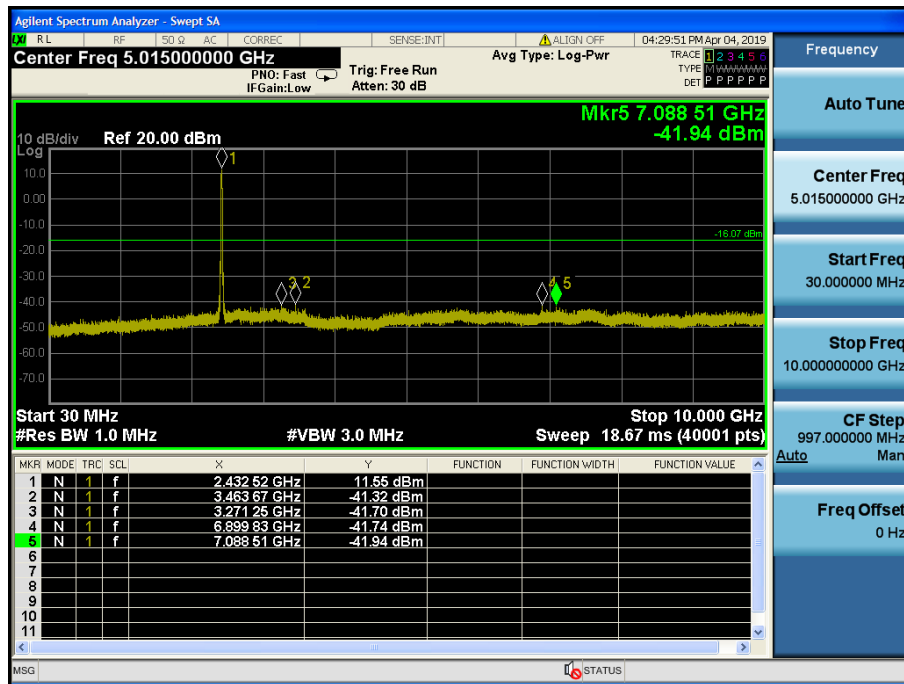 Agilent Spectrum Analyzer - Swept SA
LXI RL RF 50 Ω AC CORREC SENSE:INT ALIGN OFF 04:29:51 PM Apr 04, 2019
Center Freq 5.015000000 GHz
PNO: Fast
IFGain:Low
Trig: Free Run
Atten: 30 dB
Avg Type: Log-Pwr
TRACE 1 2 3 4 5 6
TYPE M W W W W W
DET P P P P P P
Mkr5 7.088 51 GHz
-41.94 dBm
10 dB/div Ref 20.00 dBm
Log
1
10.0
0.00
-10.0
-16.07 dBm
-20.0
-30.0
3 2
4 5
-40.0
-50.0
-60.0
-70.0
Start 30 MHz Stop 10.000 GHz
#Res BW 1.0 MHz #VBW 3.0 MHz Sweep 18.67 ms (40001 pts)
MKR MODE TRC SCL X Y FUNCTION FUNCTION WIDTH FUNCTION VALUE
1 N 1 f 2.432 52 GHz 11.55 dBm
2 N 1 f 3.463 67 GHz -41.32 dBm
3 N 1 f 3.271 25 GHz -41.70 dBm
4 N 1 f 6.899 83 GHz -41.74 dBm
5 N 1 f 7.088 51 GHz -41.94 dBm
6
7
8
9
10
11
MSG STATUS
Frequency
Auto Tune
Center Freq
5.015000000 GHz
Start Freq
30.000000 MHz
Stop Freq
10.000000000 GHz
CF Step
997.000000 MHz
Auto Man
Freq Offset
0 Hz